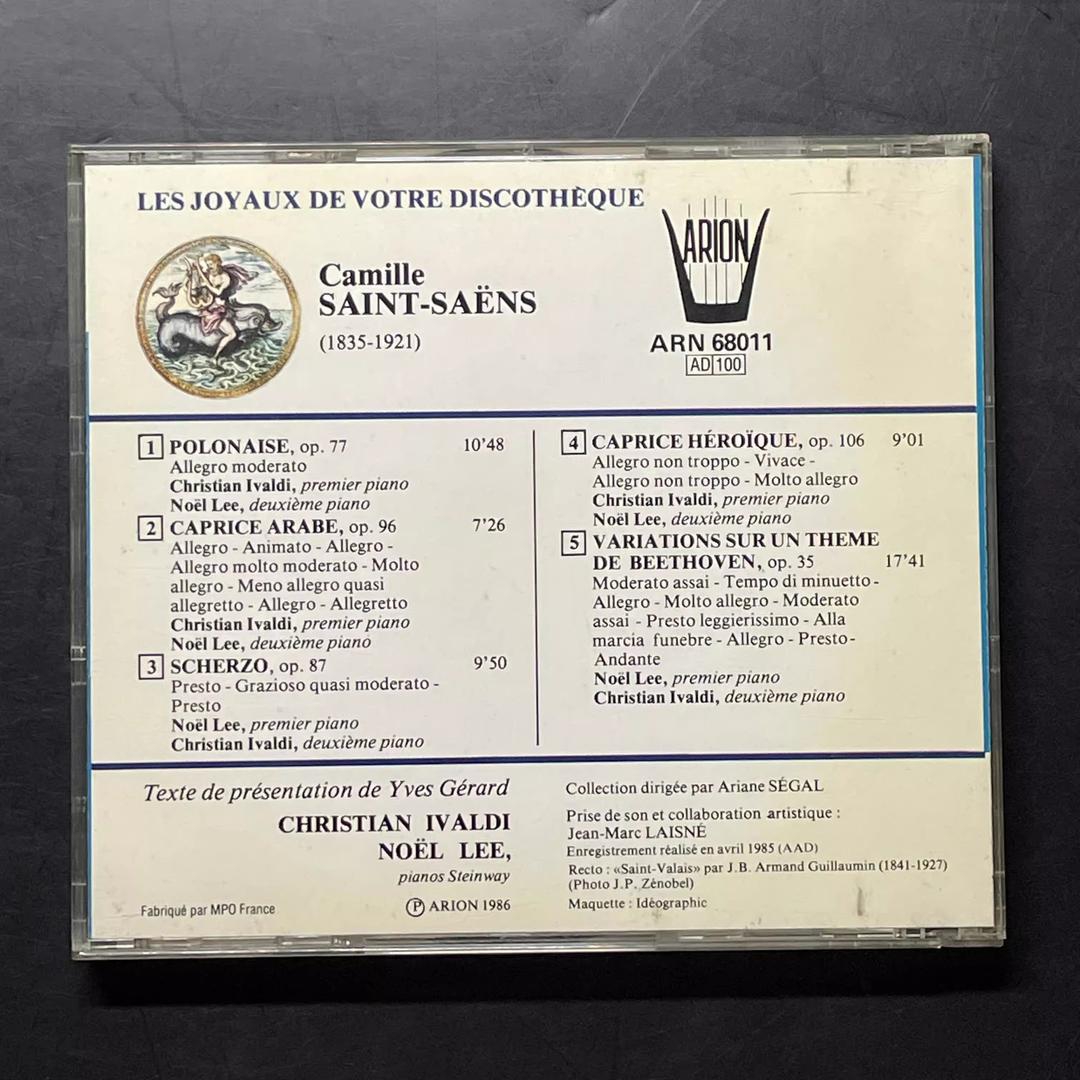 LES JOYAUX DE VOTRE DISCOTHÈQUE
Camille
SAINT-SAËNS
(1835-1921)
ARION
ARN 68011
AD 100
1 POLONAISE, op. 77 10'48
Allegro moderato
Christian Ivaldi, premier piano
Noël Lee, deuxième piano
2 CAPRICE ARABE, op. 96 7'26
Allegro - Animato - Allegro -
Allegro molto moderato - Molto
allegro - Meno allegro quasi
allegretto - Allegro - Allegretto
Christian Ivaldi, premier piano
Noël Lee, deuxième piano
3 SCHERZO, op. 87 9'50
Presto - Grazioso quasi moderato -
Presto
Noël Lee, premier piano
Christian Ivaldi, deuxième piano
4 CAPRICE HÉROÏQUE, op. 106 9'01
Allegro non troppo - Vivace -
Allegro non troppo - Molto allegro
Christian Ivaldi, premier piano
Noël Lee, deuxième piano
5 VARIATIONS SUR UN THEME
DE BEETHOVEN, op. 35 17'41
Moderato assai - Tempo di minuetto -
Allegro - Molto allegro - Moderato
assai - Presto leggierissimo - Alla
marcia funebre - Allegro - Presto-
Andante
Noël Lee, premier piano
Christian Ivaldi, deuxième piano
Texte de présentation de Yves Gérard
CHRISTIAN IVALDI
NOËL LEE,
pianos Steinway
Fabriqué par MPO France
Ⓟ ARION 1986
Collection dirigée par Ariane SÉGAL
Prise de son et collaboration artistique :
Jean-Marc LAISNÉ
Enregistrement réalisé en avril 1985 (AAD)
Recto : «Saint-Valais» par J.B. Armand Guillaumin (1841-1927)
(Photo J.P. Zénobel)
Maquette : Idéographic